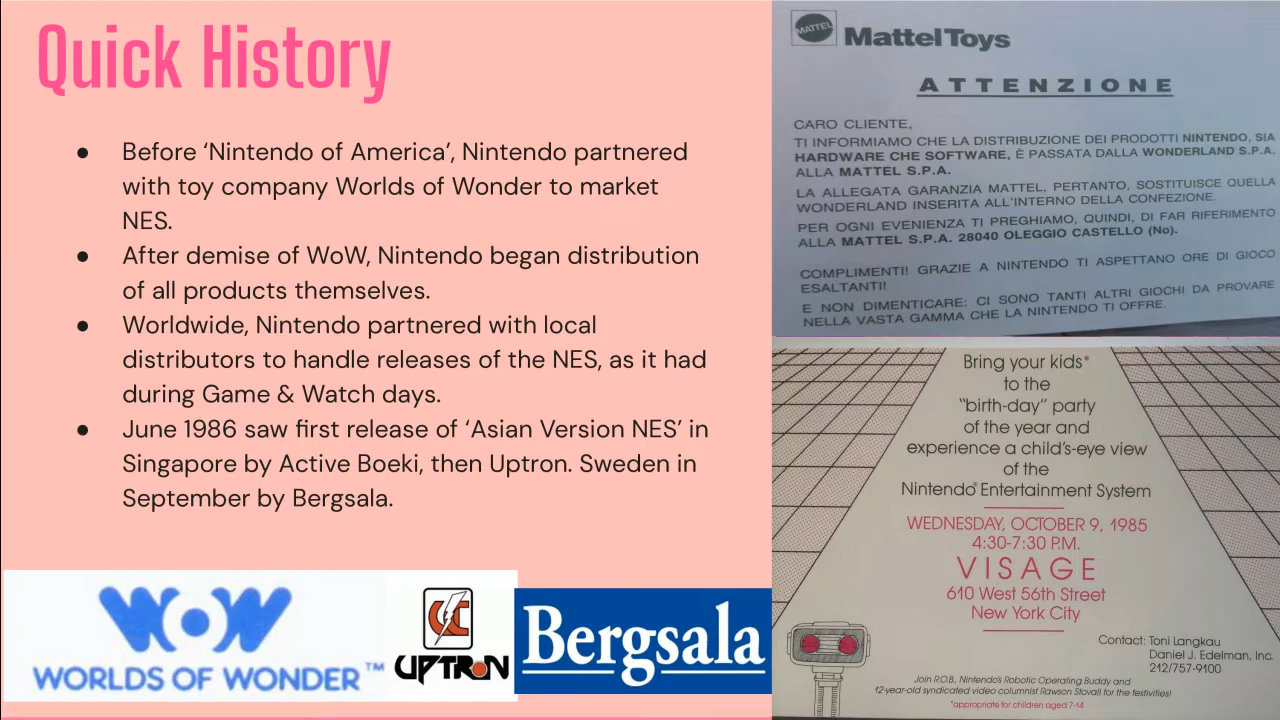 Quick History
● Before ‘Nintendo of America’, Nintendo partnered
with toy company Worlds of Wonder to market
NES.
● After demise of WoW, Nintendo began distribution
of all products themselves.
● Worldwide, Nintendo partnered with local
distributors to handle releases of the NES, as it had
during Game & Watch days.
● June 1986 saw first release of ‘Asian Version NES’ in
Singapore by Active Boeki, then Uptron. Sweden in
September by Bergsala.
WOW
WORLDS OF WONDER™
UPTRON
Bergsala
MATTEL
Mattel Toys
ATTENZIONE
CARO CLIENTE,
TI INFORMIAMO CHE LA DISTRIBUZIONE DEI PRODOTTI NINTENDO, SIA
HARDWARE CHE SOFTWARE, È PASSATA DALLA WONDERLAND S.P.A.
ALLA MATTEL S.P.A.
LA ALLEGATA GARANZIA MATTEL, PERTANTO, SOSTITUISCE QUELLA
WONDERLAND INSERITA ALL'INTERNO DELLA CONFEZIONE.
PER OGNI EVENIENZA TI PREGHIAMO, QUINDI, DI FAR RIFERIMENTO
ALLA MATTEL S.P.A. 28040 OLEGGIO CASTELLO (No).
COMPLIMENTI! GRAZIE A NINTENDO TI ASPETTANO ORE DI GIOCO
ESALTANTI!
E NON DIMENTICARE: CI SONO TANTI ALTRI GIOCHI DA PROVARE
NELLA VASTA GAMMA CHE LA NINTENDO TI OFFRE.
Bring your kids*
to the
“birth-day” party
of the year and
experience a child's-eye view
of the
Nintendo® Entertainment System
WEDNESDAY, OCTOBER 9, 1985
4:30-7:30 P.M.
VISAGE
610 West 56th Street
New York City
Contact: Toni Langkau
Daniel J. Edelman, Inc.
212/757-9100
Join R.O.B., Nintendo's Robotic Operating Buddy and
12-year-old syndicated video columnist Rawson Stovall for the festivities!
*appropriate for children aged 7-14